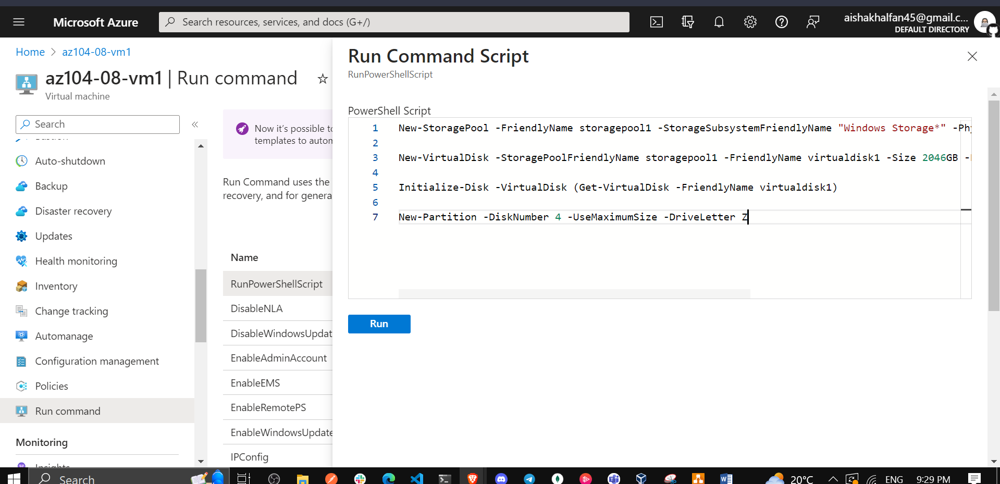 Microsoft Azure
Search resources, services, and docs (G+/)
aishakhalfan45@gmail.c...
DEFAULT DIRECTORY
Home > az104-08-vm1
az104-08-vm1 | Run command
Virtual machine
Search
Auto-shutdown
Backup
Disaster recovery
Updates
Health monitoring
Inventory
Change tracking
Automanage
Configuration management
Policies
Run command
Monitoring
Insights
Now it's possible to
templates to autom
Run Command uses the
recovery, and for genera
Name
RunPowerShellScript
DisableNLA
DisableWindowsUpdat
EnableAdminAccount
EnableEMS
EnableRemotePS
EnableWindowsUpdate
IPConfig
Run Command Script
RunPowerShellScript
PowerShell Script
1 New-StoragePool -FriendlyName storagepool1 -StorageSubsystemFriendlyName "Windows Storage*" -Phy
2
3 New-VirtualDisk -StoragePoolFriendlyName storagepool1 -FriendlyName virtualdisk1 -Size 2046GB -
4
5 Initialize-Disk -VirtualDisk (Get-VirtualDisk -FriendlyName virtualdisk1)
6
7 New-Partition -DiskNumber 4 -UseMaximumSize -DriveLetter Z
Run
Search
20°C
ENG
9:29 PM